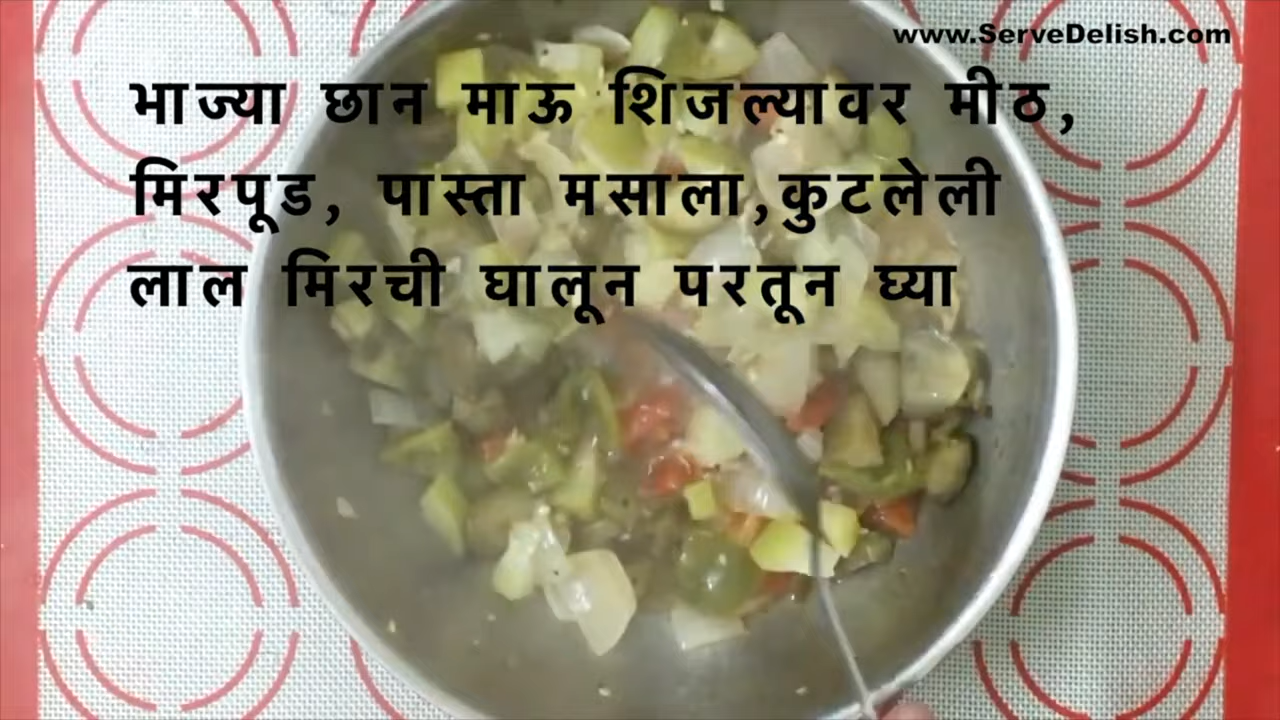 www.ServeDelish.com
भाज्या छान माऊ शिजल्यावर मीठ,
मिरपूड, पास्ता मसाला,कुटलेली
लाल मिरची घालून परतून घ्या